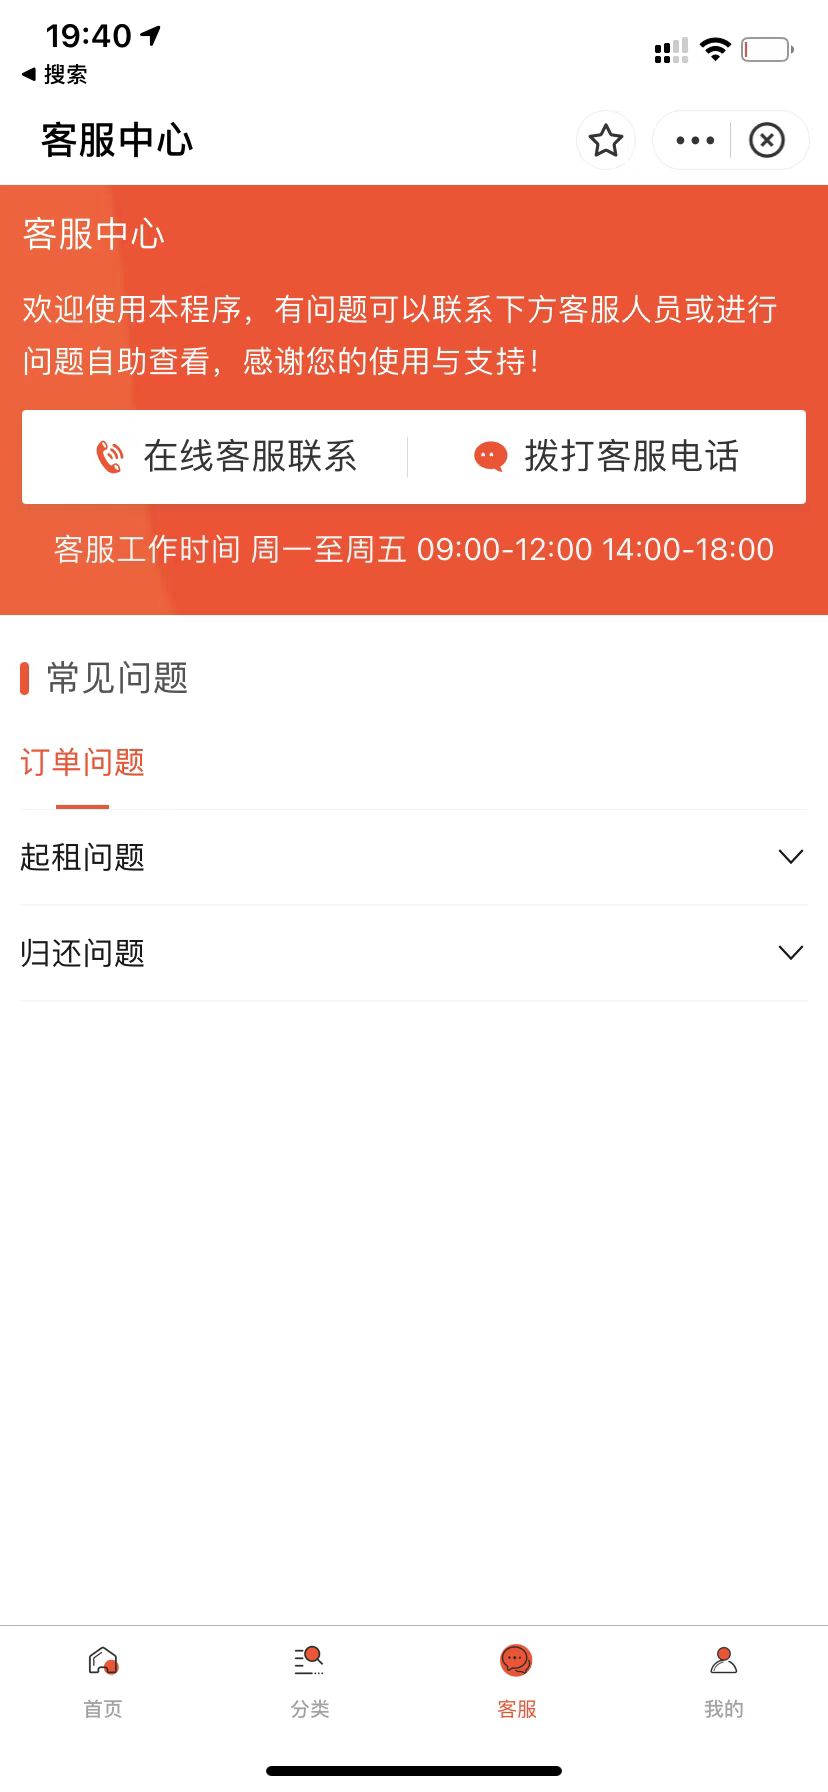 19:40
搜索
客服中心
客服中心
欢迎使用本程序，有问题可以联系下方客服人员或进行
问题自助查看，感谢您的使用与支持！
在线客服联系
拨打客服电话
客服工作时间 周一至周五 09:00-12:00 14:00-18:00
常见问题
订单问题
起租问题
归还问题
首页
分类
客服
我的